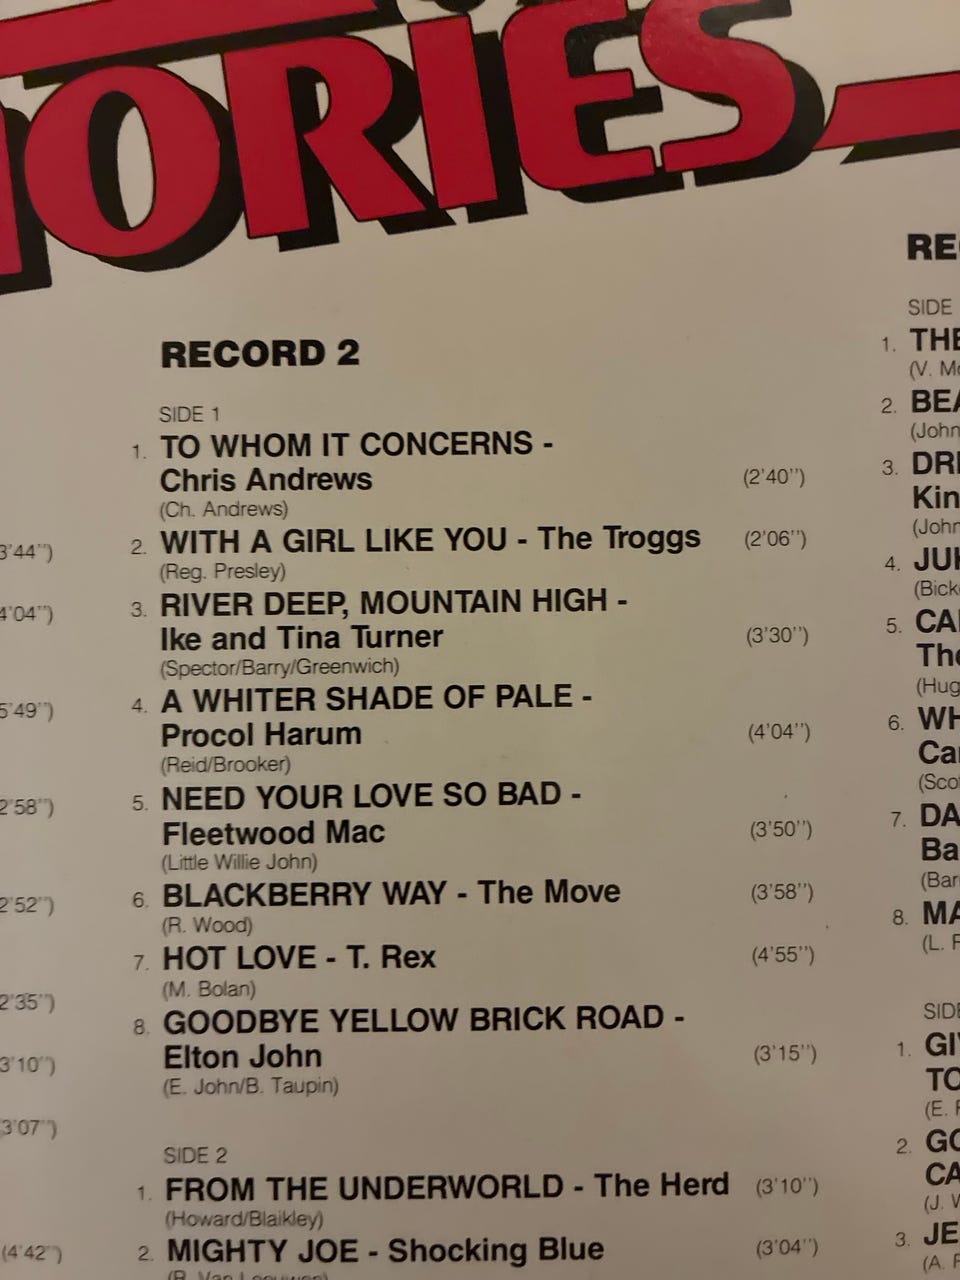 ORIES
3'44")
4'04")
5'49")
2'58")
2'52")
2'35")
3'10")
3'07")
(4'42")
RECORD 2
SIDE 1
1. TO WHOM IT CONCERNS -
Chris Andrews (2'40")
(Ch. Andrews)
2. WITH A GIRL LIKE YOU - The Troggs (2'06")
(Reg. Presley)
3. RIVER DEEP, MOUNTAIN HIGH -
Ike and Tina Turner (3'30")
(Spector/Barry/Greenwich)
4. A WHITER SHADE OF PALE -
Procol Harum (4'04")
(Reid/Brooker)
5. NEED YOUR LOVE SO BAD -
Fleetwood Mac (3'50")
(Little Willie John)
6. BLACKBERRY WAY - The Move (3'58")
(R. Wood)
7. HOT LOVE - T. Rex (4'55")
(M. Bolan)
8. GOODBYE YELLOW BRICK ROAD -
Elton John (3'15")
(E. John/B. Taupin)
SIDE 2
1. FROM THE UNDERWORLD - The Herd (3'10")
(Howard/Blaikley)
2. MIGHTY JOE - Shocking Blue (3'04")
RE
SIDE
1. THE
(V. Mc
2. BEA
(John
3. DRI
Kin
(John
4. JUK
(Bick
5. CA
The
(Hug
6. WH
Ca
(Sco
7. DA
Ba
(Bar
8. MA
(L. F
SIDE
1. GI
TO
(E. F
2. GO
CA
(J. W
3. JE
(A. F